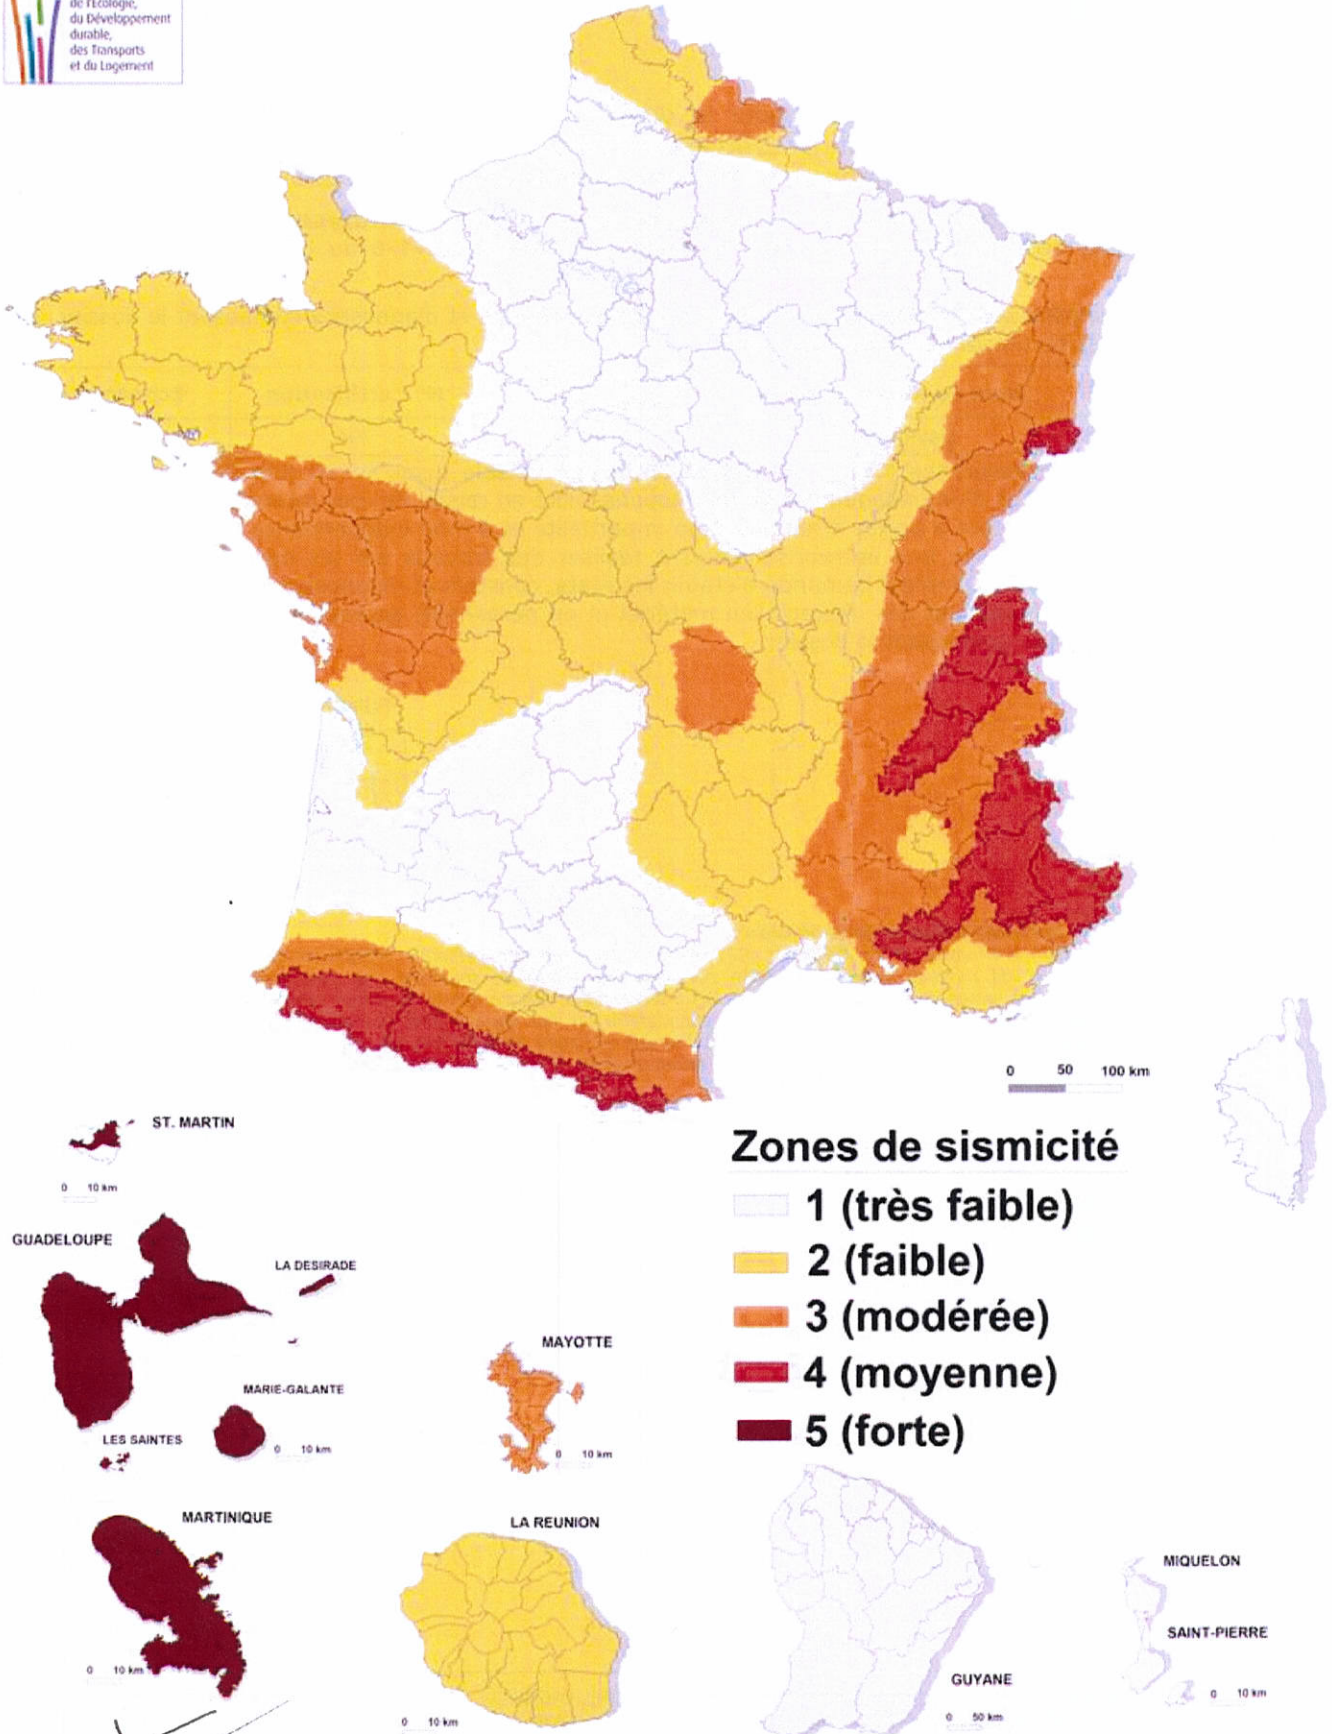 de l'Écologie,
du Développement
durable,
des Transports
et du Logement
0 50 100 km
ST. MARTIN
0 10 km
GUADELOUPE
LA DESIRADE
MARIE-GALANTE
0 10 km
LES SAINTES
MAYOTTE
0 10 km
Zones de sismicité
1 (très faible)
2 (faible)
3 (modérée)
4 (moyenne)
5 (forte)
MARTINIQUE
0 10 km
LA REUNION
0 10 km
GUYANE
0 50 km
MIQUELON
SAINT-PIERRE
0 10 km